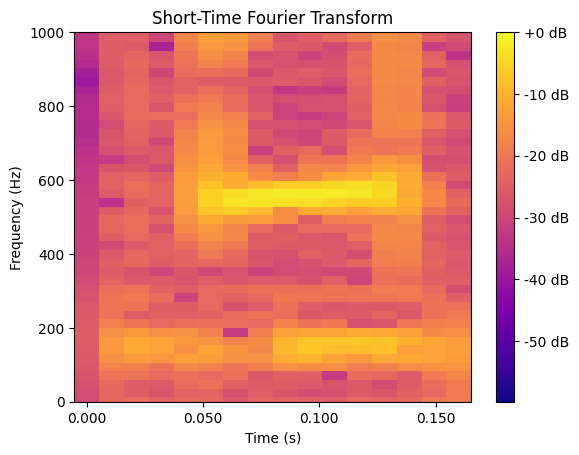 Short-Time Fourier Transform
1000
800
600
400
200
0
Frequency (Hz)
0.000
0.050
0.100
0.150
Time (s)
+0 dB
-10 dB
-20 dB
-30 dB
-40 dB
-50 dB